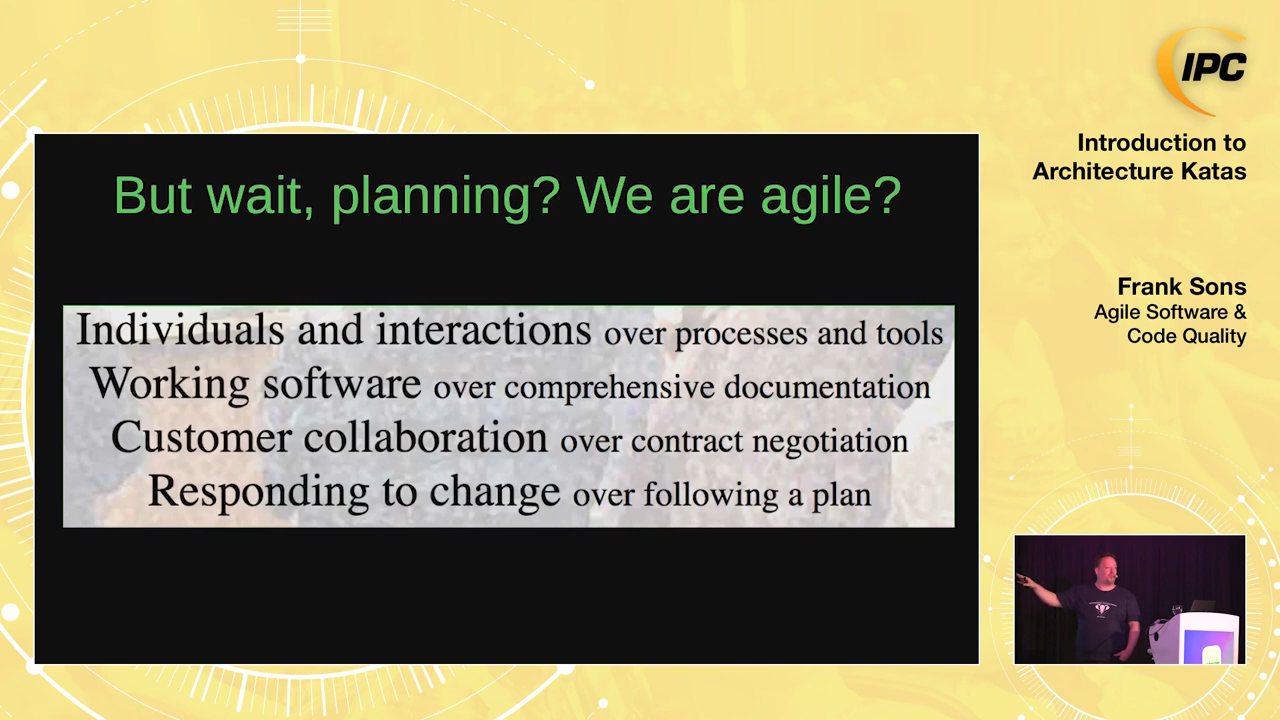 IPC
Introduction to
Architecture Katas
Frank Sons
Agile Software &
Code Quality
But wait, planning? We are agile?
Individuals and interactions over processes and tools
Working software over comprehensive documentation
Customer collaboration over contract negotiation
Responding to change over following a plan